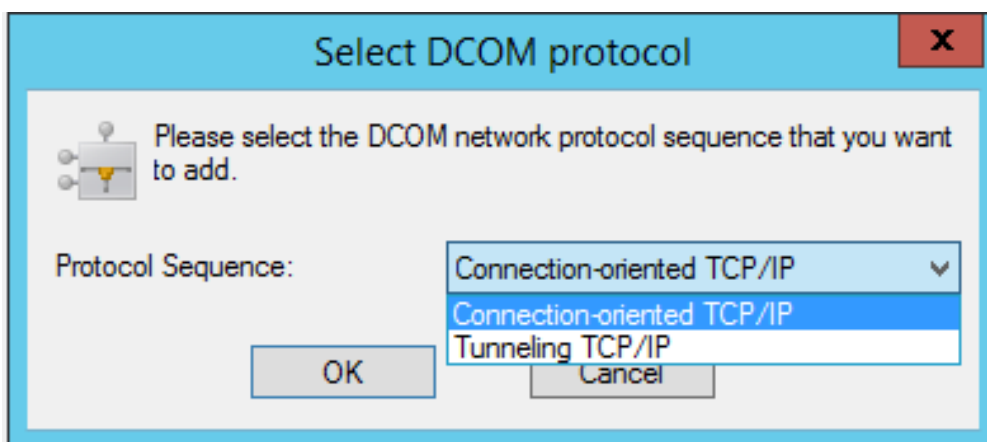 Select DCOM protocol
x
Please select the DCOM network protocol sequence that you want
to add.
Protocol Sequence:
Connection-oriented TCP/IP
Connection-oriented TCP/IP
Tunneling TCP/IP
OK
Cancel